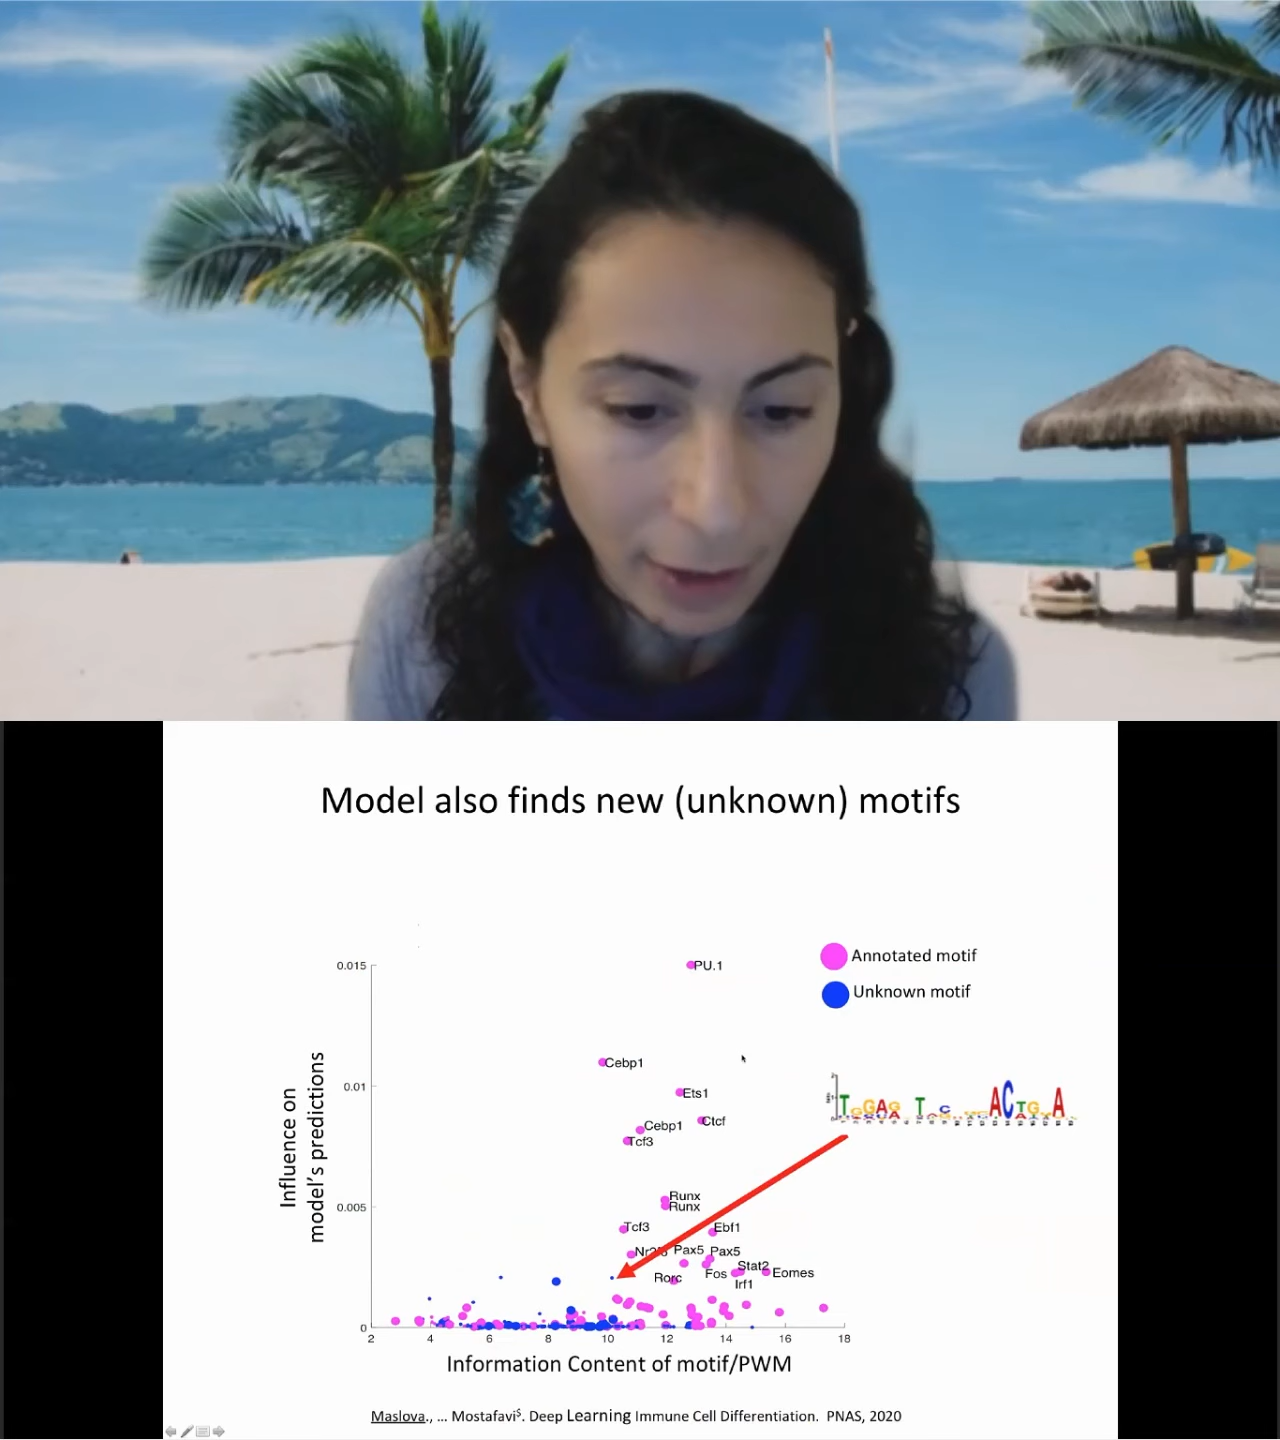 Model also finds new (unknown) motifs
Annotated motif
Unknown motif
Influence on
model's predictions
0.015
0.01
0.005
0
2 4 6 8 10 12 14 16 18
PU.1
Cebp1
Ets1
Ctcf
Cebp1
Tcf3
Runx
Runx
Tcf3
Ebf1
Pax5
Pax5
Stat2
Rorc
Fos
Eomes
Irf1
Information Content of motif/PWM
Maslova., ... Mostafavi$. Deep Learning Immune Cell Differentiation. PNAS, 2020